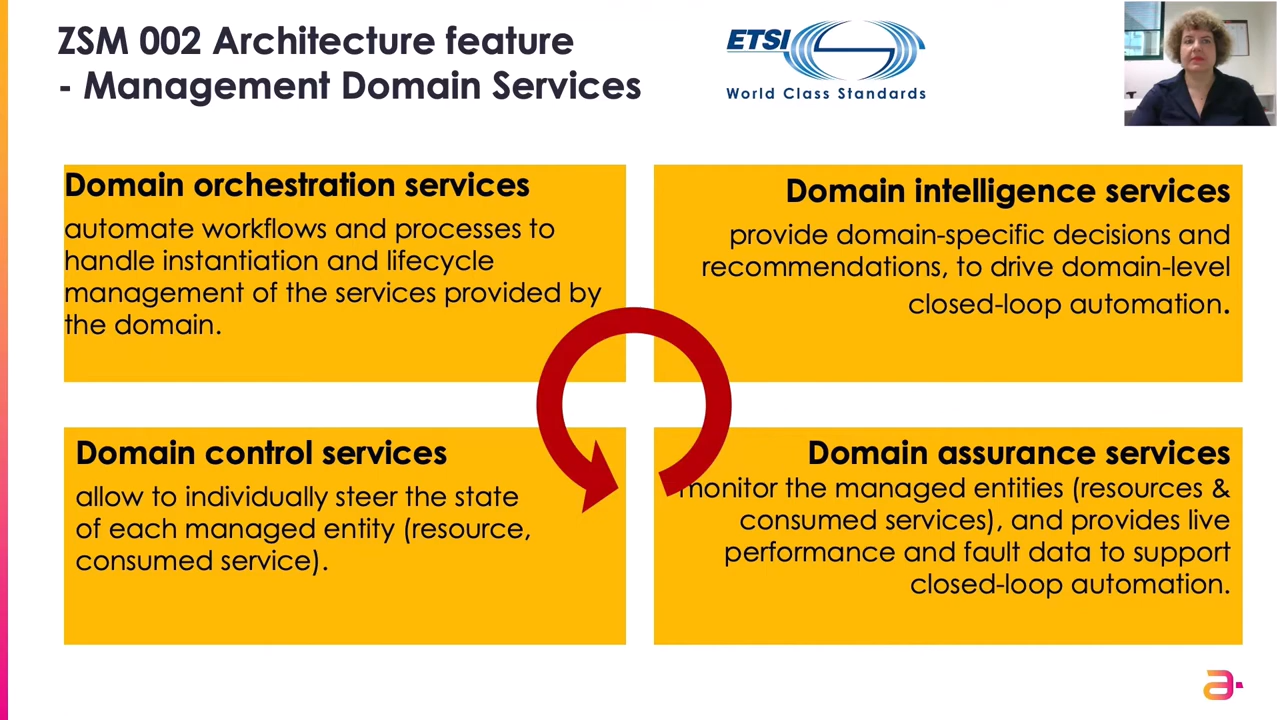 ZSM 002 Architecture feature
- Management Domain Services
ETSI
World Class Standards
Domain orchestration services
automate workflows and processes to
handle instantiation and lifecycle
management of the services provided by
the domain.
Domain intelligence services
provide domain-specific decisions and
recommendations, to drive domain-level
closed-loop automation.
Domain control services
allow to individually steer the state
of each managed entity (resource,
consumed service).
Domain assurance services
monitor the managed entities (resources &
consumed services), and provides live
performance and fault data to support
closed-loop automation.
a